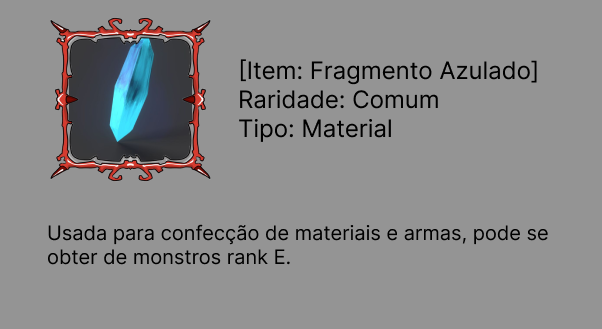 [Item: Fragmento Azulado]
Raridade: Comum
Tipo: Material
Usada para confecção de materiais e armas, pode se
obter de monstros rank E.